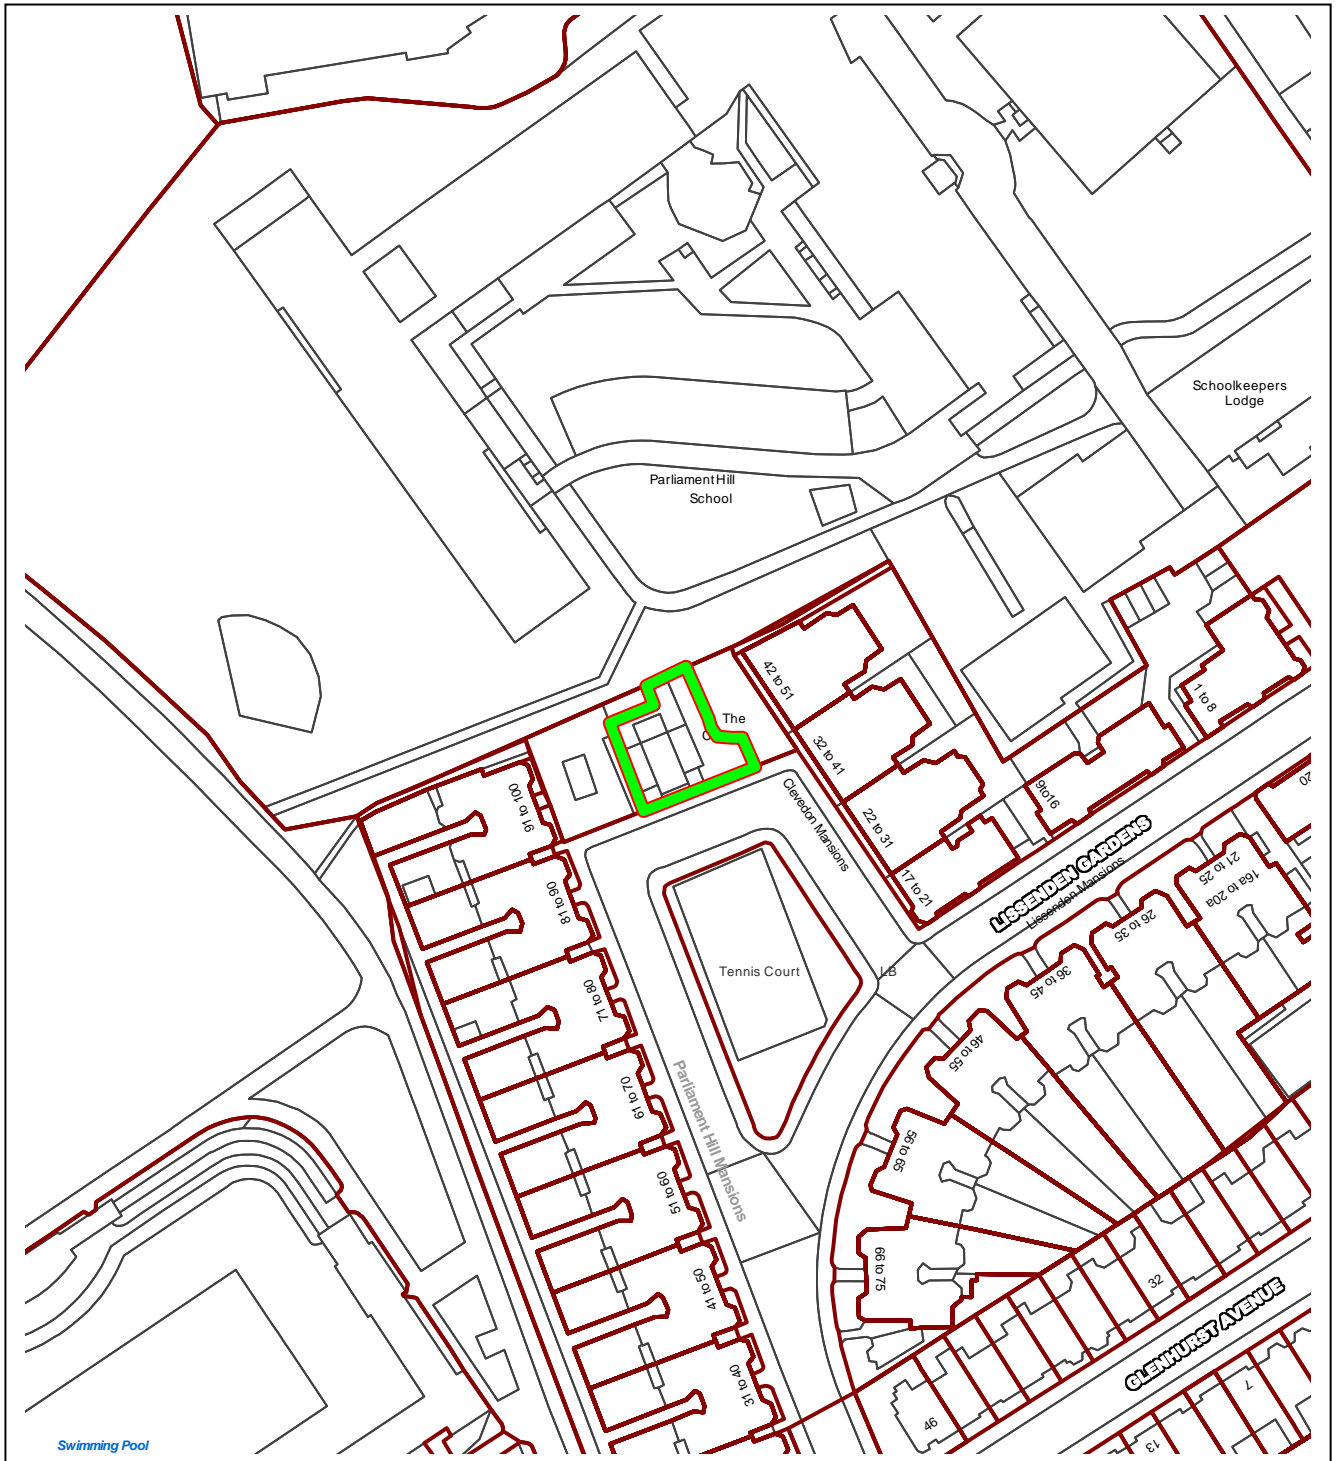 Schoolkeepers
Lodge
Parliament Hill
School
42 to 51
The
32 to 41
1 to 8
9to16
22 to 31
17 to 21
Clevedon Mansions
LISSENDEN GARDENS
Lissenden Mansions
20
21 to 25
16a to 20a
26 to 35
36 to 45
46 to 55
56 to 65
66 to 75
91 to 100
81 to 90
71 to 80
61 to 70
51 to 60
41 to 50
31 to 40
Tennis Court
LB
Parliament Hill Mansions
32
GLENHURST AVENUE
46
7
13
Swimming Pool